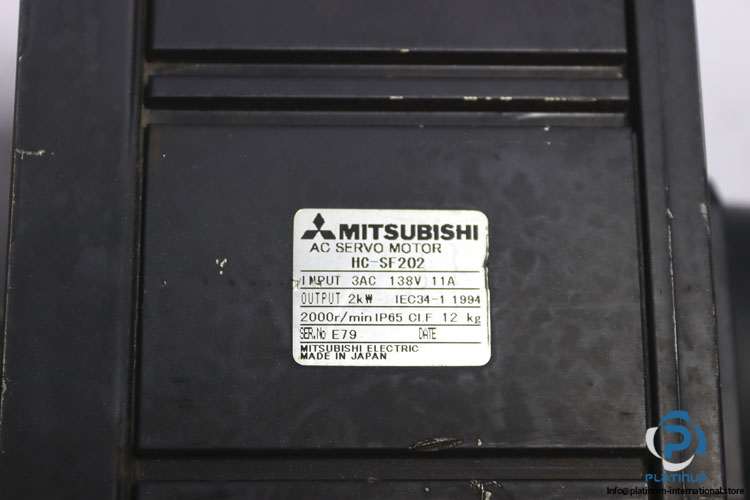 MITSUBISHI
AC SERVO MOTOR
HC-SF202
INPUT 3AC 138V 11A
OUTPUT 2kW IEC34-1 1994
2000r/min IP65 CI.F 12 kg
SER.No E79 DATE
MITSUBISHI ELECTRIC
MADE IN JAPAN
PLATINUM
Info@platinum-international.store